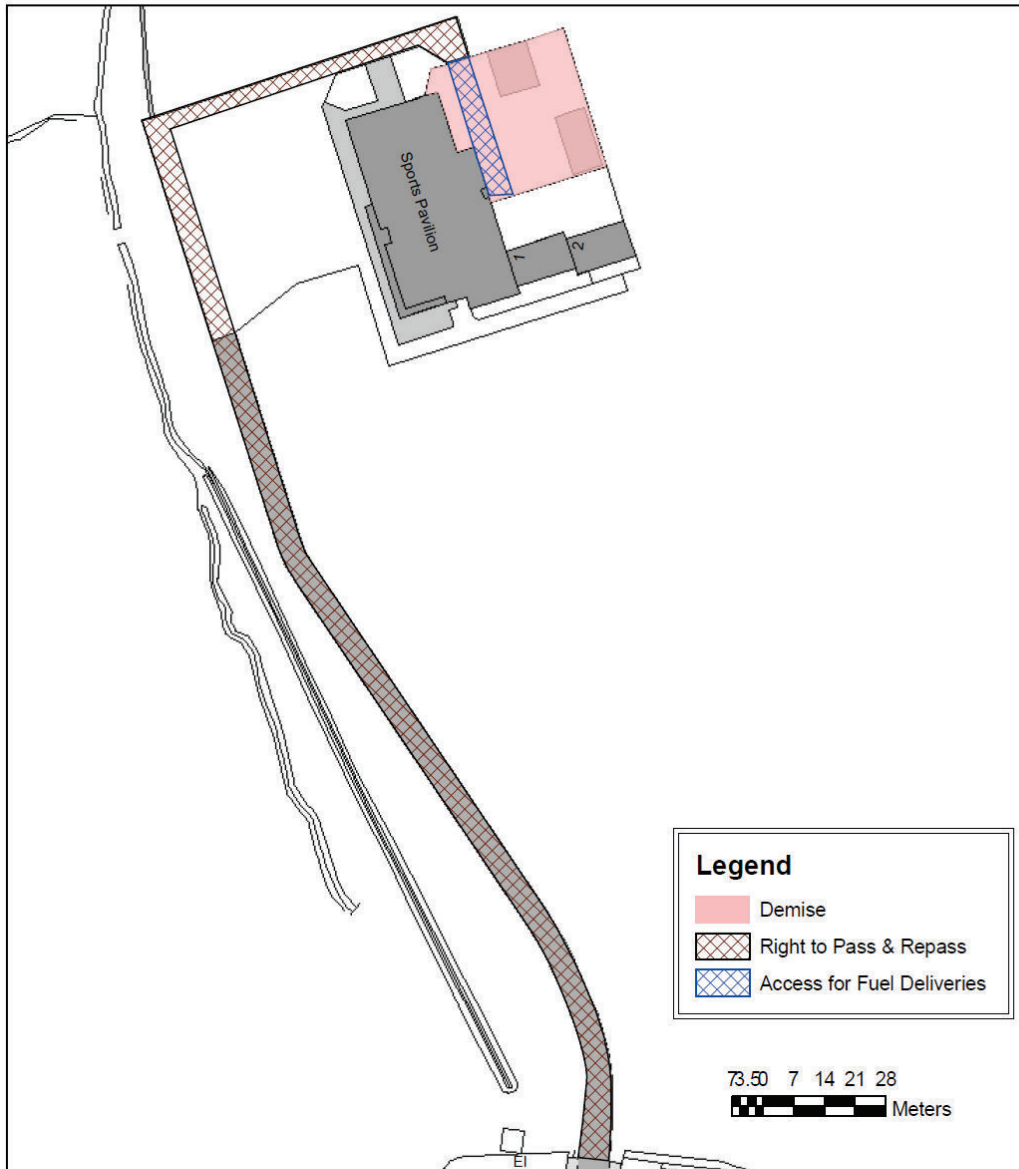 Sports Pavilion
1
2
Legend
Demise
Right to Pass & Repass
Access for Fuel Deliveries
73.50 7 14 21 28
Meters
El